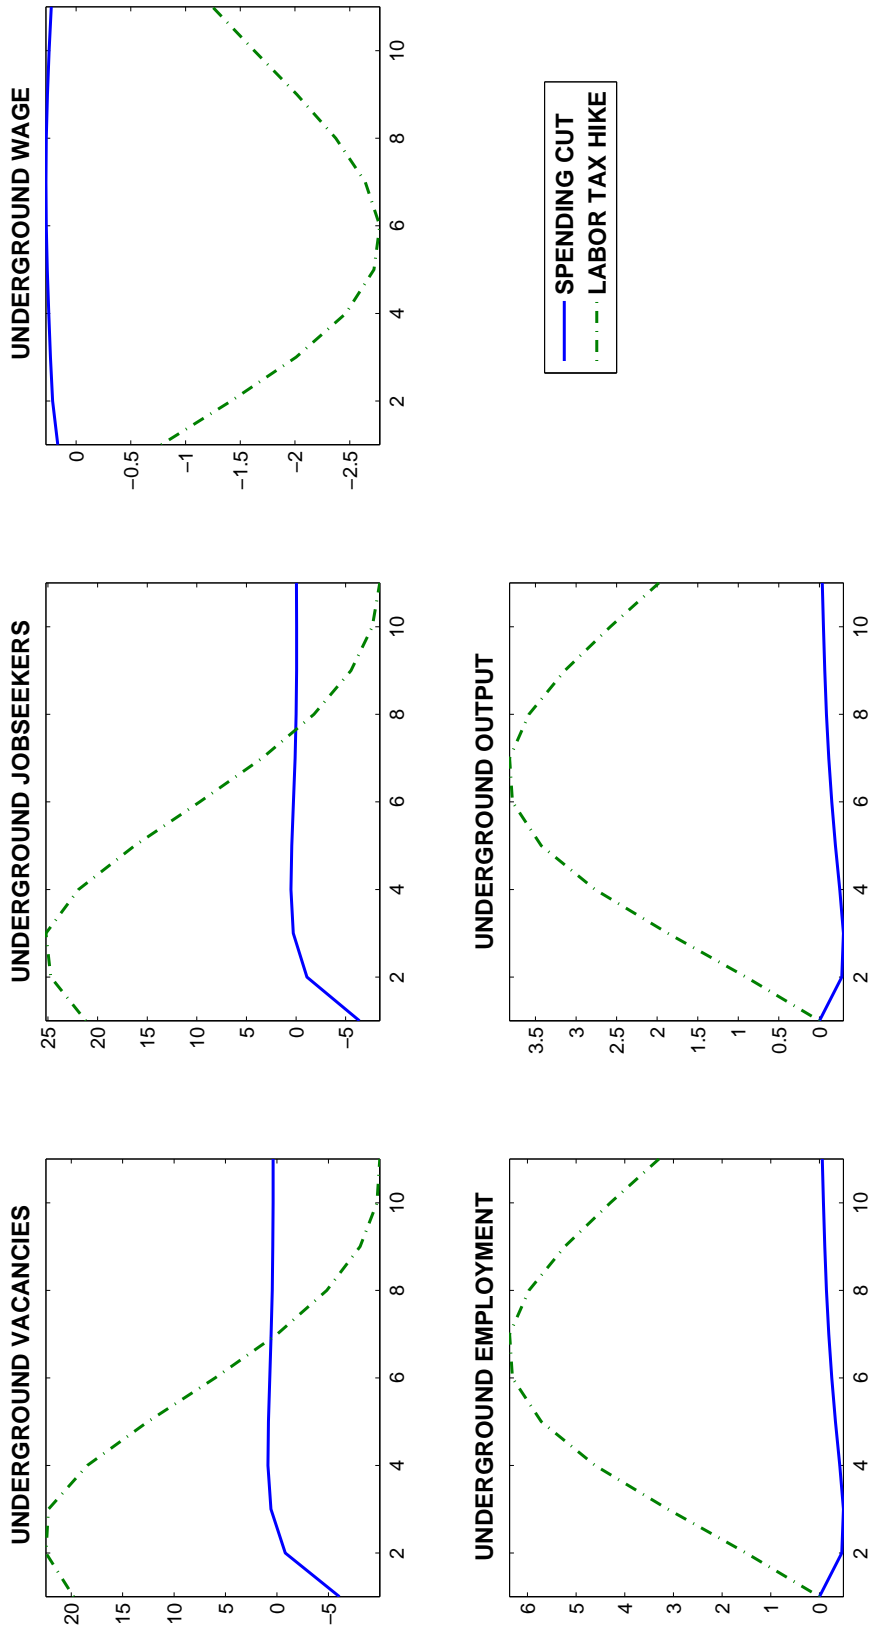 UNDERGROUND VACANCIES
20
15
10
5
0
−5
2 4 6 8 10
UNDERGROUND JOBSEEKERS
25
20
15
10
5
0
−5
2 4 6 8 10
UNDERGROUND WAGE
0
−0.5
−1
−1.5
−2
−2.5
2 4 6 8 10
UNDERGROUND EMPLOYMENT
6
5
4
3
2
1
0
2 4 6 8 10
UNDERGROUND OUTPUT
3.5
3
2.5
2
1.5
1
0.5
0
2 4 6 8 10
SPENDING CUT
LABOR TAX HIKE